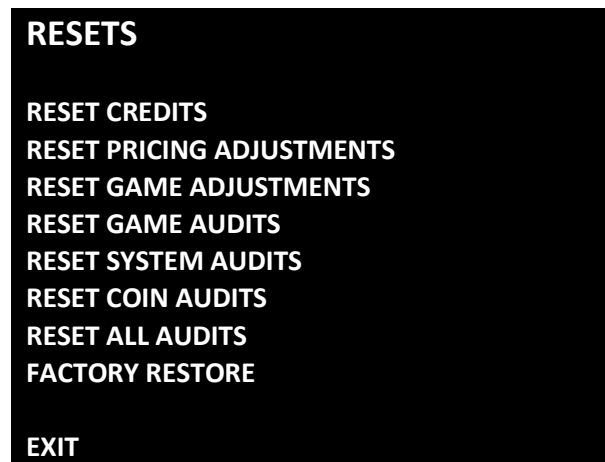 RESETS
RESET CREDITS
RESET PRICING ADJUSTMENTS
RESET GAME ADJUSTMENTS
RESET GAME AUDITS
RESET SYSTEM AUDITS
RESET COIN AUDITS
RESET ALL AUDITS
FACTORY RESTORE
EXIT